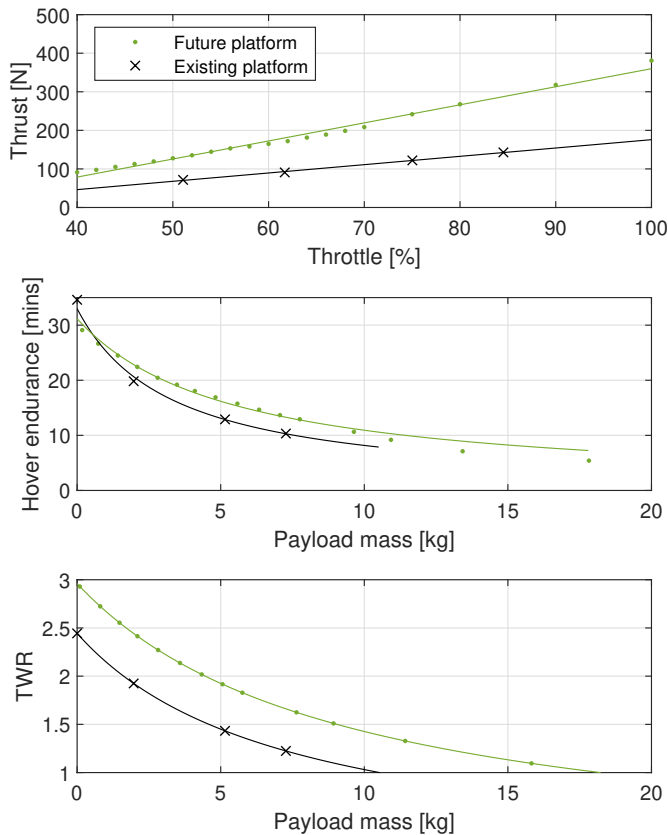 500
400
300
200
100
0
Thrust [N]
Future platform
Existing platform
40 50 60 70 80 90 100
Throttle [%]
30
20
10
0
Hover endurance [mins]
0 5 10 15 20
Payload mass [kg]
3
2.5
2
1.5
1
TWR
0 5 10 15 20
Payload mass [kg]